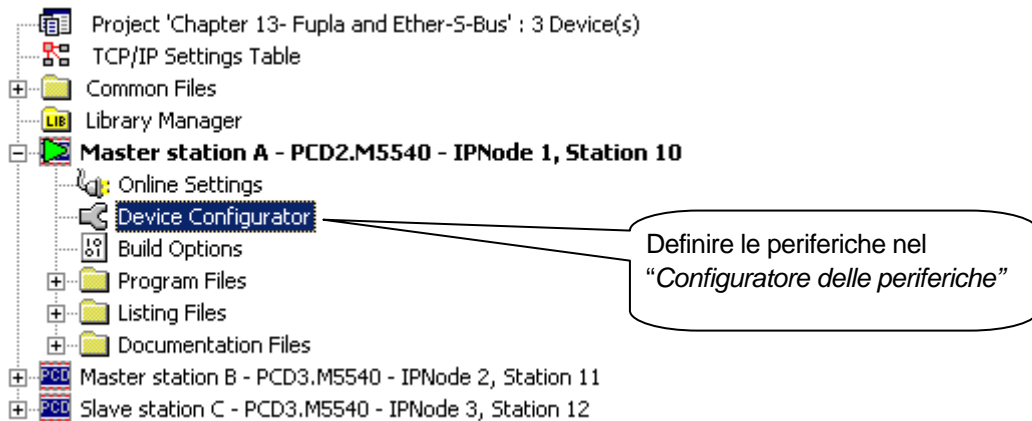 Project 'Chapter 13- Fupla and Ether-S-Bus' : 3 Device(s)
TCP/IP Settings Table
Common Files
LIB Library Manager
Master station A - PCD2.M5540 - IPNode 1, Station 10
Online Settings
Device Configurator
Build Options
Program Files
Listing Files
Documentation Files
PCD Master station B - PCD3.M5540 - IPNode 2, Station 11
PCD Slave station C - PCD3.M5540 - IPNode 3, Station 12
Definire le periferiche nel
“Configuratore delle periferiche”